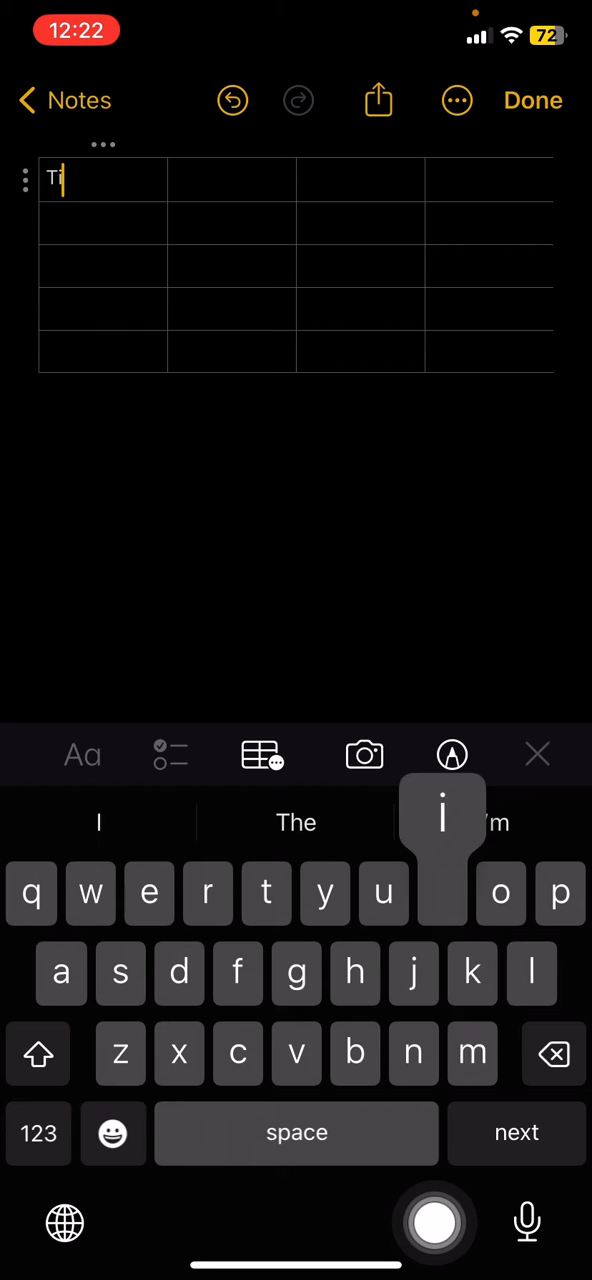 12:22
72
Notes
Done
Ti
Aa
I The 'm
i
q w e r t y u o p
a s d f g h j k l
z x c v b n m
123 space next